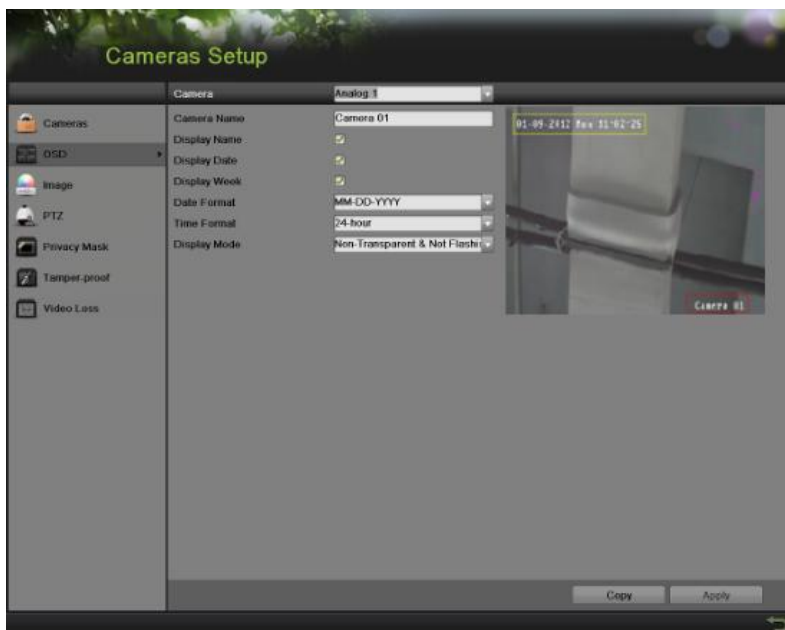 Cameras Setup
Camera Analog 1
Cameras
OSD
Image
PTZ
Privacy Mask
Tamper-proof
Video Loss
Camera Name Camera 01
Display Name
Display Date
Display Week
Date Format MM-DD-YYYY
Time Format 24-hour
Display Mode Non-Transparent & Not Flashi
01-09-2012 Mon 11:02:25
Camera 01
Copy Apply